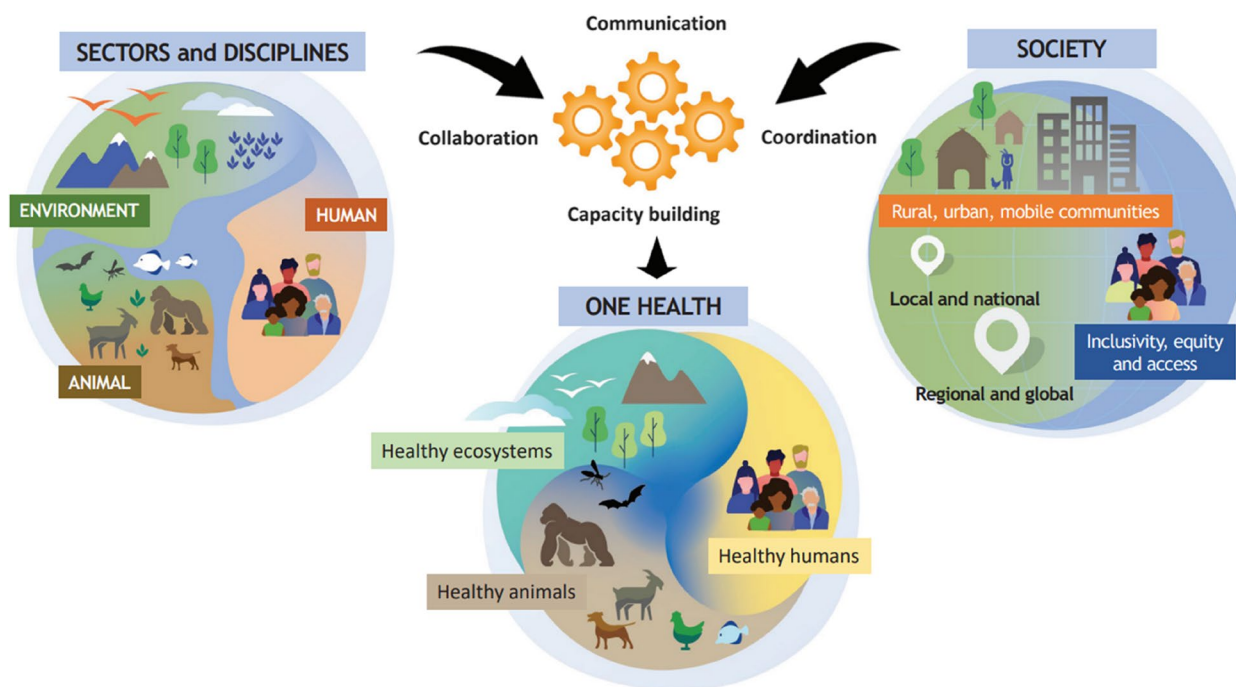 SECTORS and DISCIPLINES
ENVIRONMENT
HUMAN
ANIMAL
Communication
Collaboration
Coordination
Capacity building
SOCIETY
Rural, urban, mobile communities
Local and national
Inclusivity, equity
and access
Regional and global
ONE HEALTH
Healthy ecosystems
Healthy humans
Healthy animals